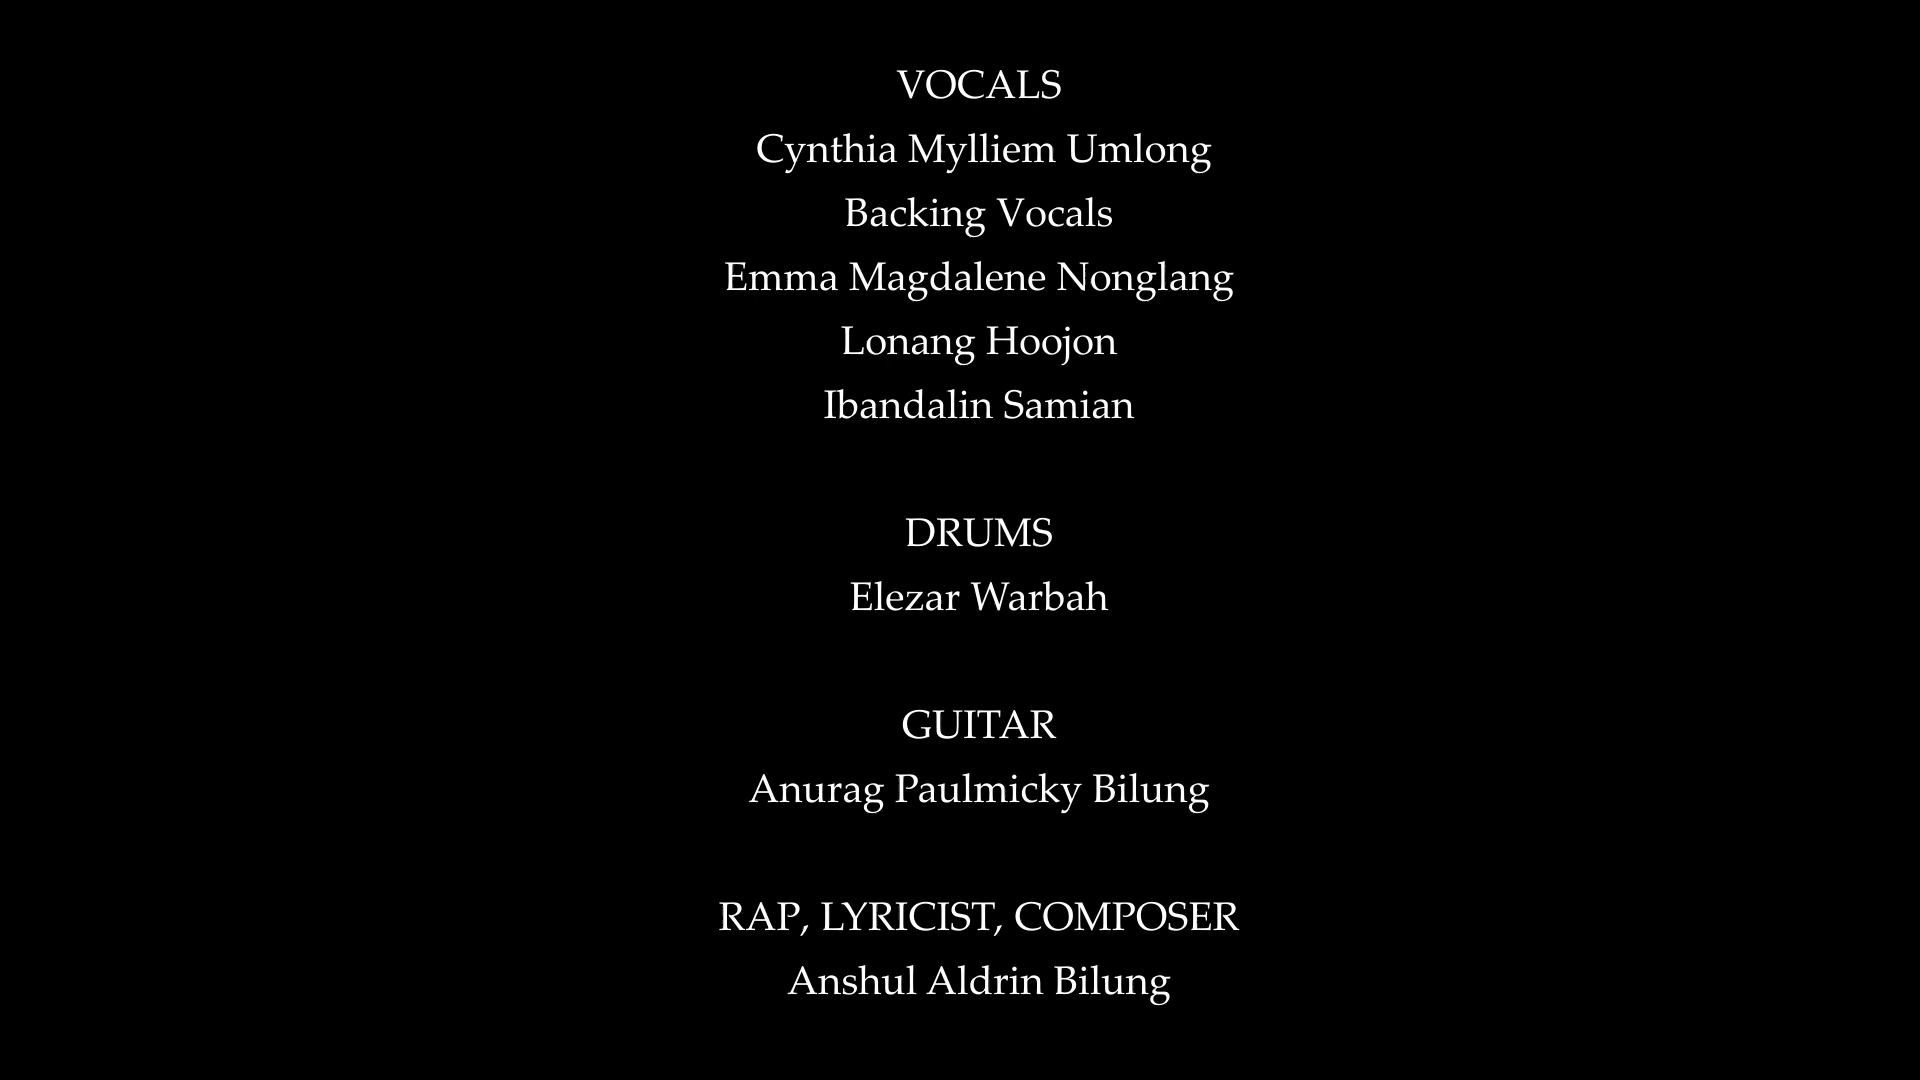 VOCALS
Cynthia Mylliem Umlong
Backing Vocals
Emma Magdalene Nonglang
Lonang Hoojon
Ibandalin Samian
DRUMS
Elezar Warbah
GUITAR
Anurag Paulmicky Bilung
RAP, LYRICIST, COMPOSER
Anshul Aldrin Bilung